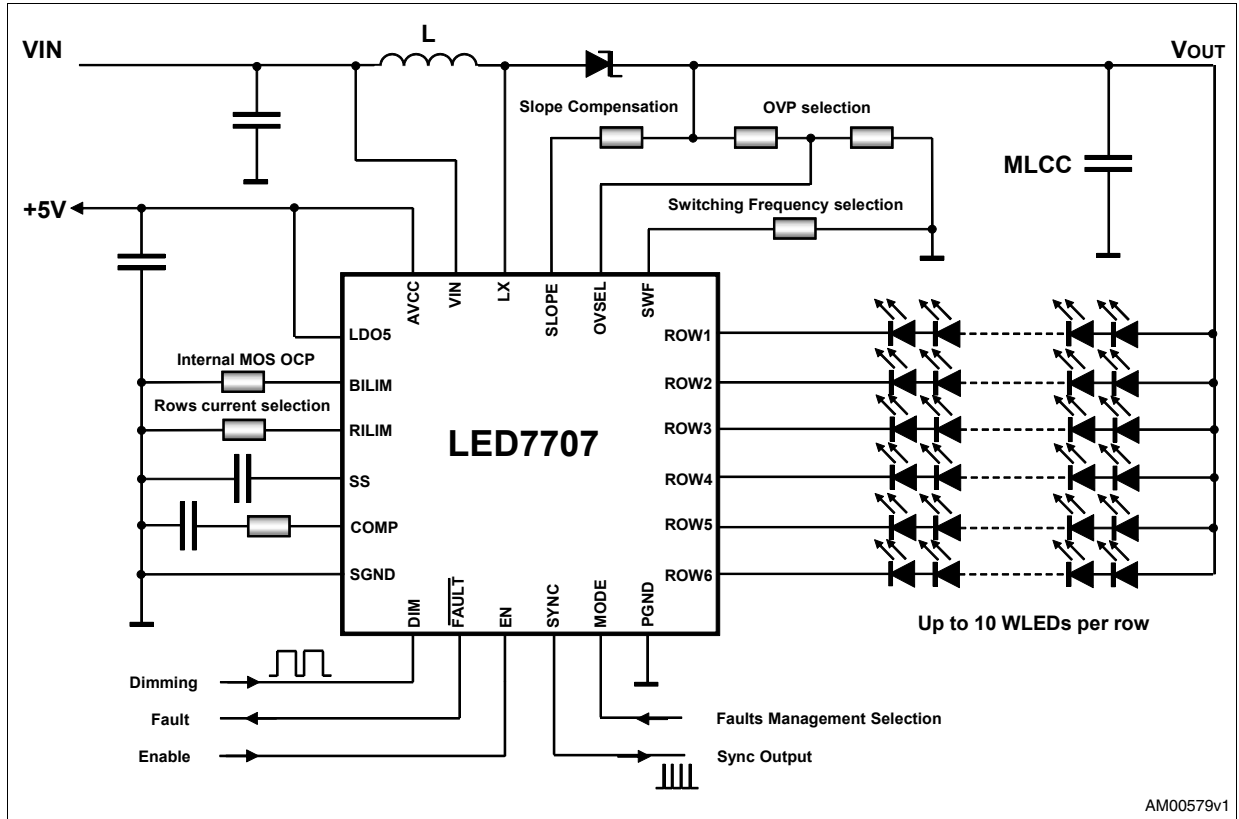 VIN
L
VOUT
Slope Compensation
OVP selection
MLCC
+5V
Switching Frequency selection
AVCC
VIN
LX
SLOPE
OVSEL
SWF
LDO5
ROW1
Internal MOS OCP
BILIM
ROW2
Rows current selection
RILIM
ROW3
LED7707
SS
ROW4
COMP
ROW5
SGND
ROW6
DIM
FAULT
EN
SYNC
MODE
PGND
Up to 10 WLEDs per row
Dimming
Fault
Faults Management Selection
Enable
Sync Output
AM00579v1